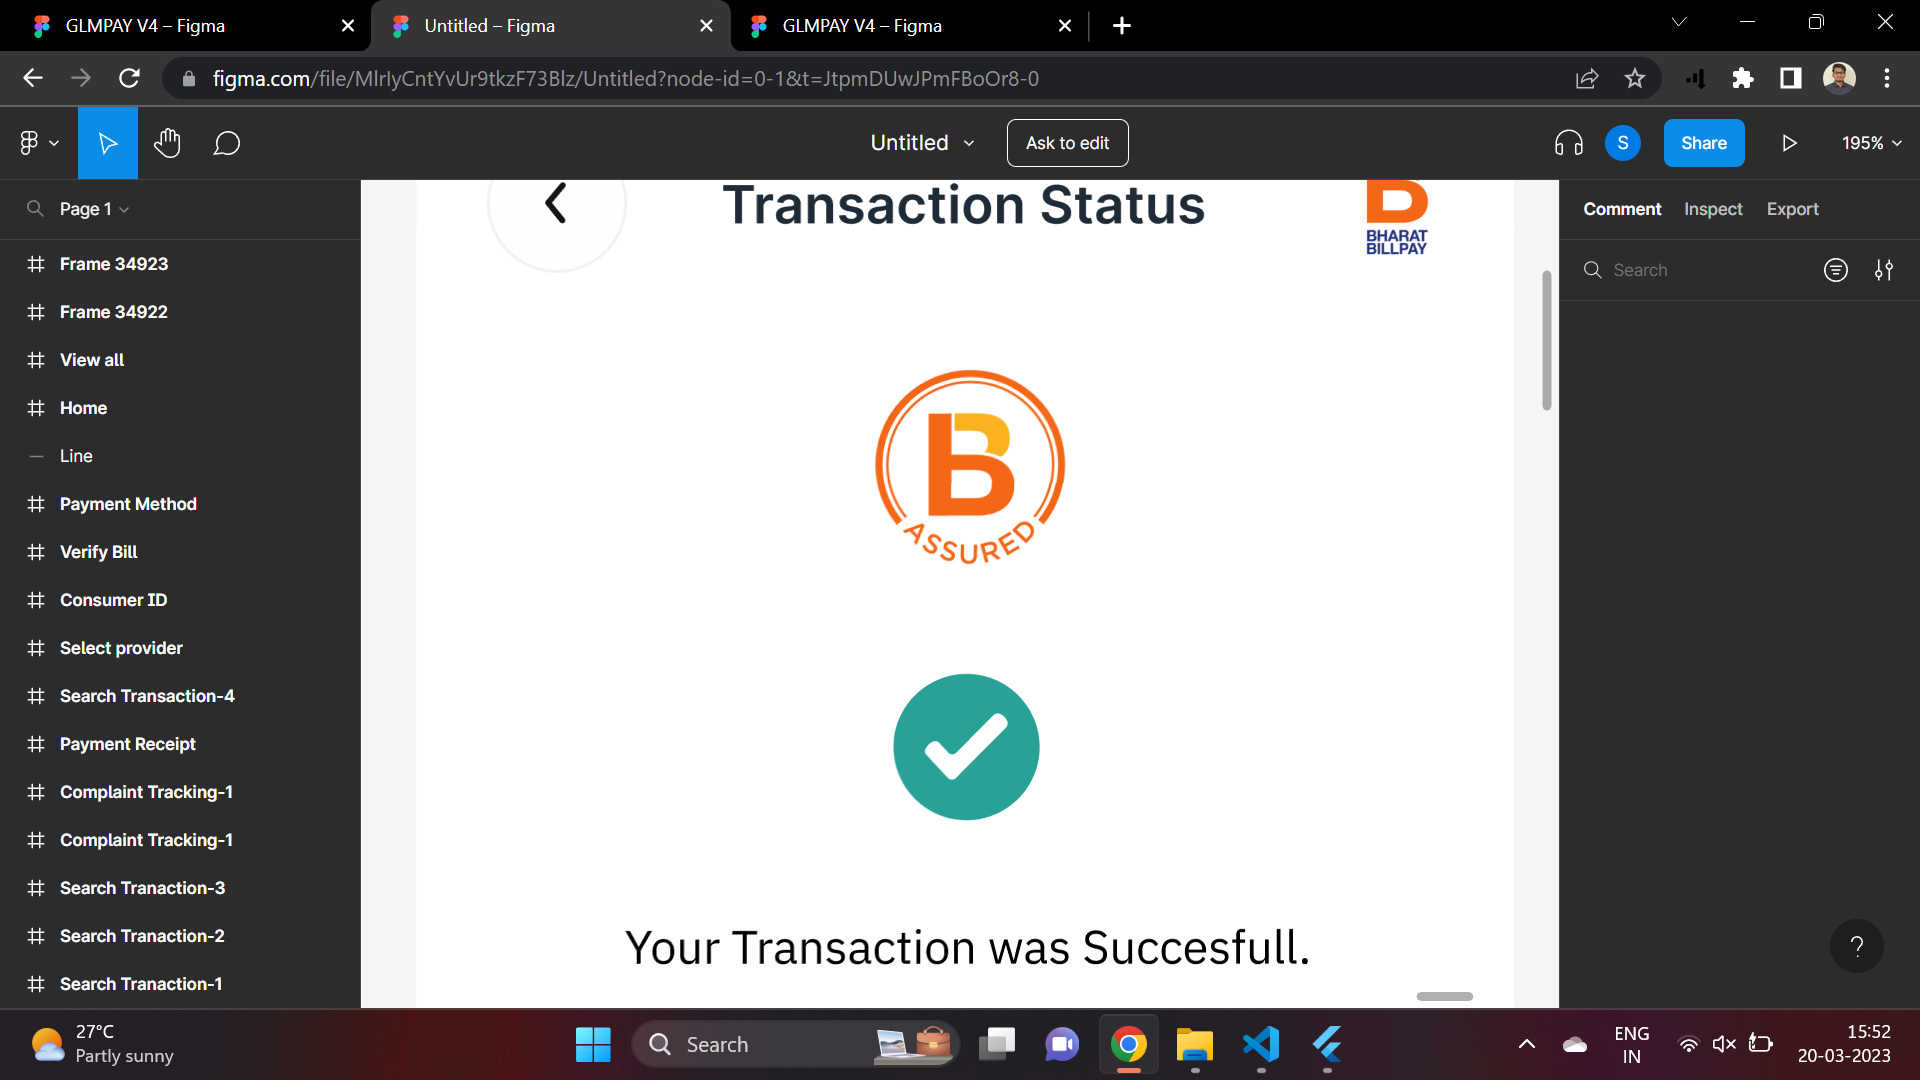 GLMPAY V4 – Figma
Untitled – Figma
GLMPAY V4 – Figma
figma.com/file/MlrIyCntYvUr9tkzF73Blz/Untitled?node-id=0-1&t=JtpmDUwJPmFBoOr8-0
Untitled
Ask to edit
S
Share
195%
Page 1
Frame 34923
Frame 34922
View all
Home
Line
Payment Method
Verify Bill
Consumer ID
Select provider
Search Transaction-4
Payment Receipt
Complaint Tracking-1
Complaint Tracking-1
Search Tranaction-3
Search Tranaction-2
Search Tranaction-1
Transaction Status
B
BHARAT
BILLPAY
B
ASSURED
Your Transaction was Succesfull.
Comment
Inspect
Export
Search
?
27°C
Partly sunny
Search
ENG
IN
15:52
20-03-2023